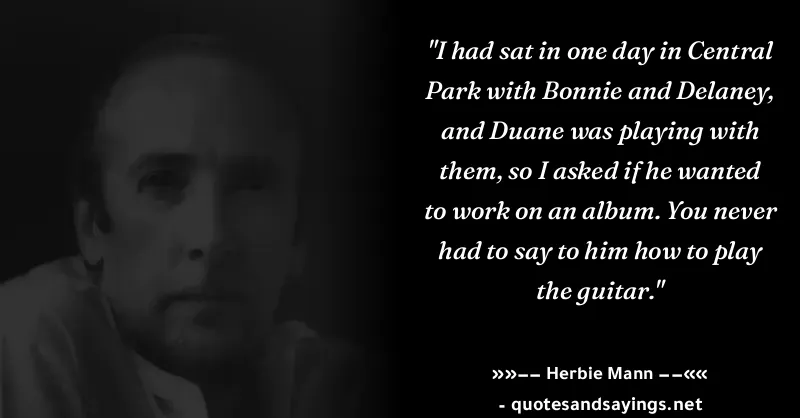 "I had sat in one day in Central
Park with Bonnie and Delaney,
and Duane was playing with
them, so I asked if he wanted
to work on an album. You never
had to say to him how to play
the guitar."
»»−− Herbie Mann −−««
- quotesandsayings.net